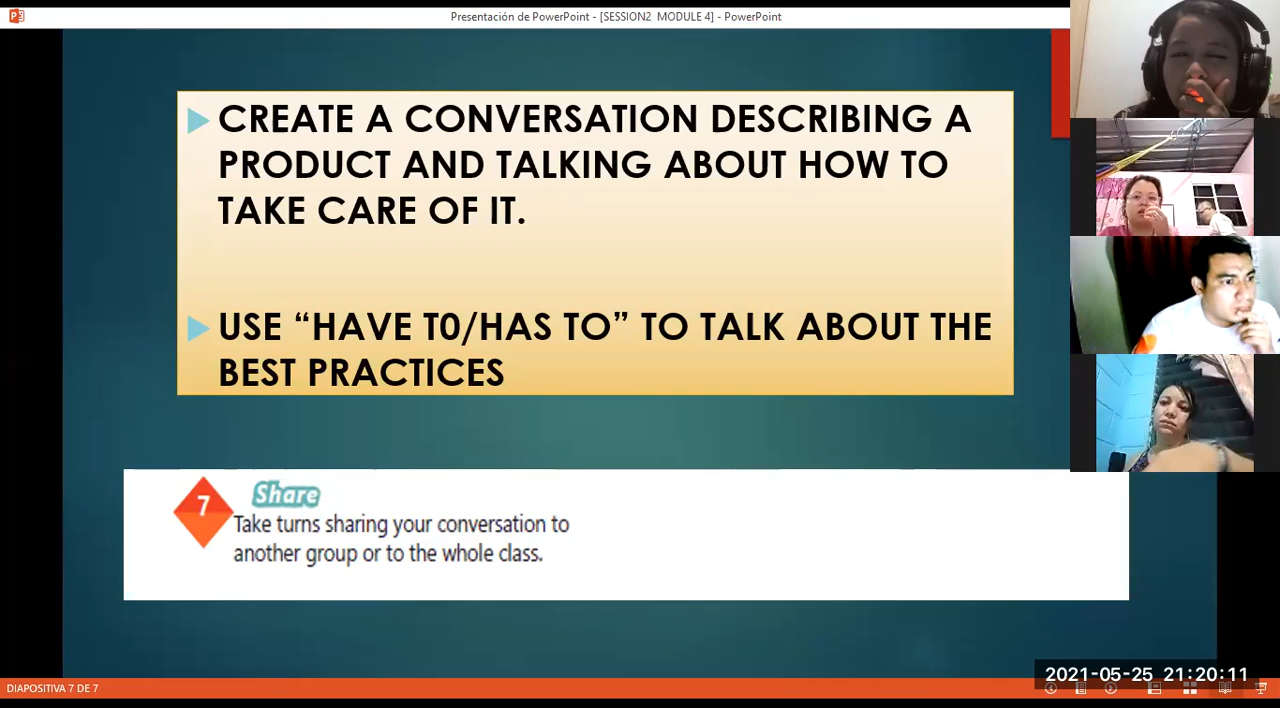 Presentación de PowerPoint - [SESSION2 MODULE 4] - PowerPoint
CREATE A CONVERSATION DESCRIBING A
PRODUCT AND TALKING ABOUT HOW TO
TAKE CARE OF IT.
USE “HAVE T0/HAS TO” TO TALK ABOUT THE
BEST PRACTICES
7
Share
Take turns sharing your conversation to
another group or to the whole class.
2021-05-25 21:20:11
DIAPOSITIVA 7 DE 7